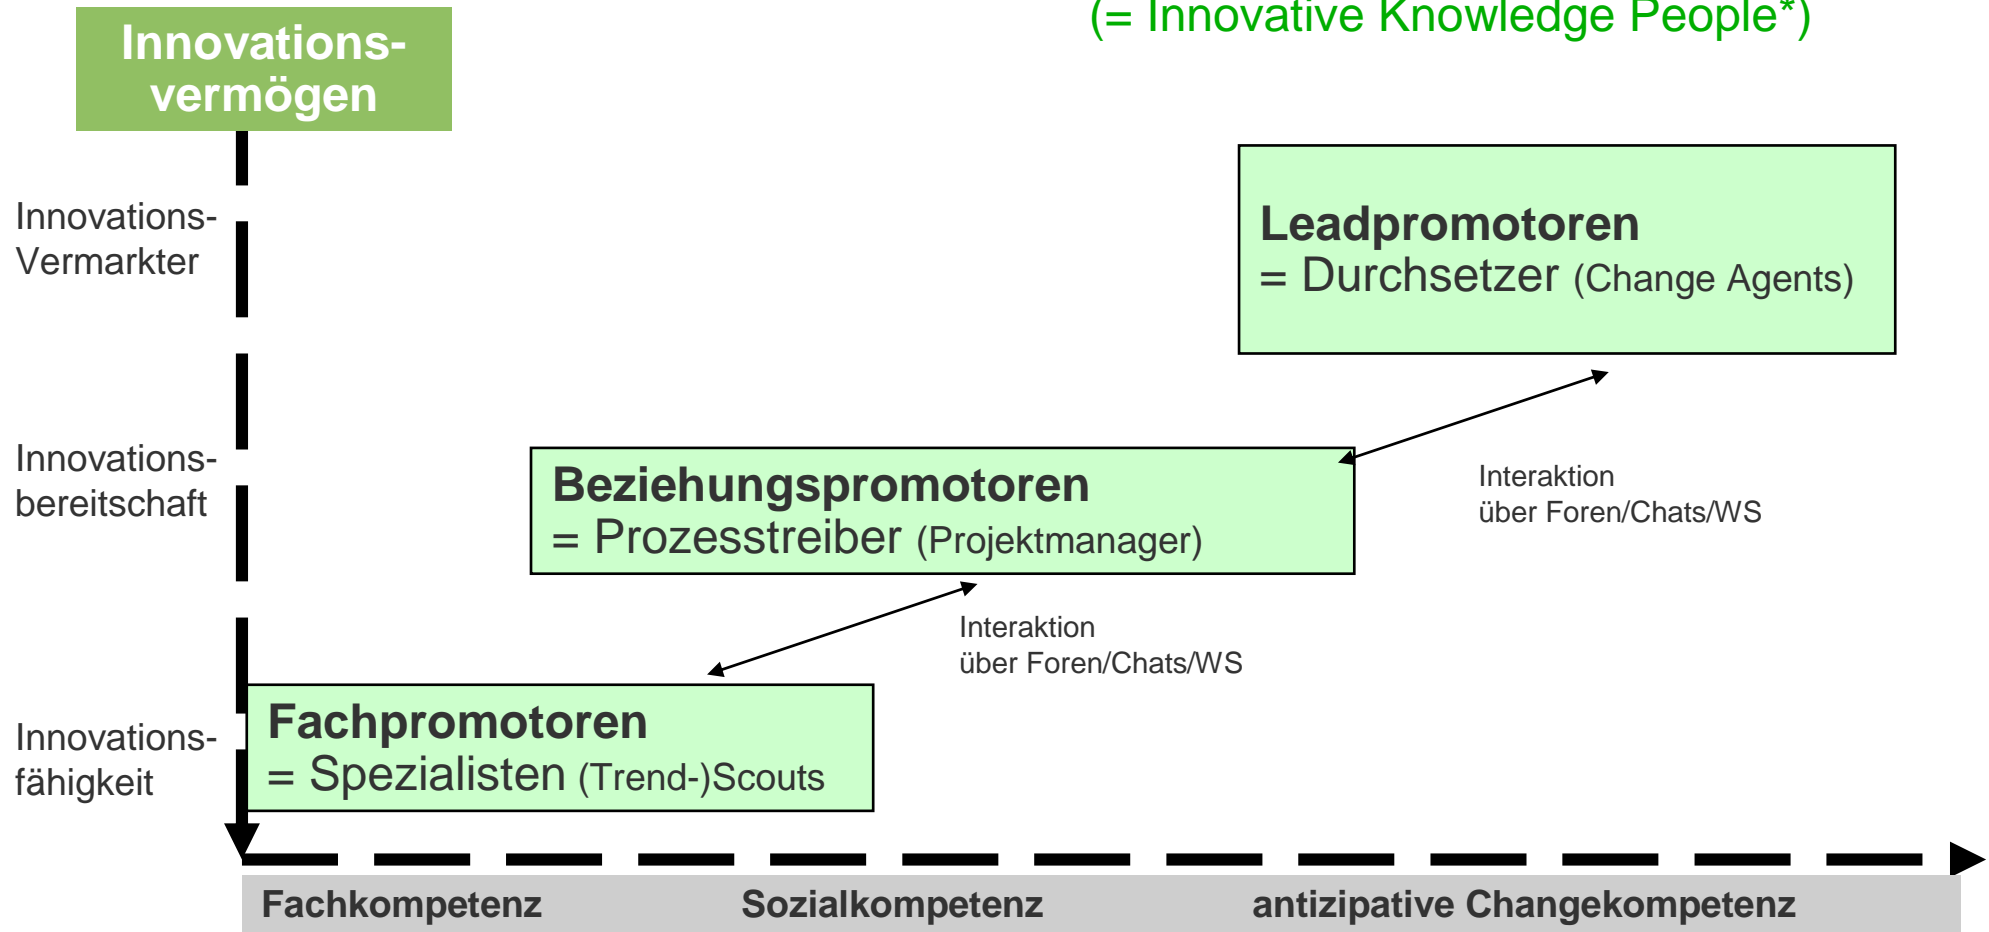 (= Innovative Knowledge People*)
Innovations-
vermögen
Innovations-
Vermarkter
Leadpromotoren
= Durchsetzer (Change Agents)
Innovations-
bereitschaft
Beziehungspromotoren
= Prozesstreiber (Projektmanager)
Interaktion
über Foren/Chats/WS
Interaktion
über Foren/Chats/WS
Innovations-
fähigkeit
Fachpromotoren
= Spezialisten (Trend-)Scouts
Fachkompetenz Sozialkompetenz antizipative Changekompetenz